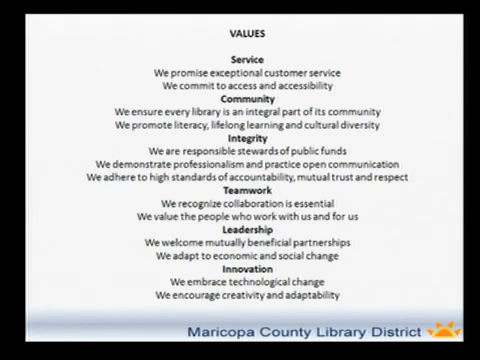 VALUES
Service
We promise exceptional customer service
We commit to access and accessibility
Community
We ensure every library is an integral part of its community
We promote literacy, lifelong learning and cultural diversity
Integrity
We are responsible stewards of public funds
We demonstrate professionalism and practice open communication
We adhere to high standards of accountability, mutual trust and respect
Teamwork
We recognize collaboration is essential
We value the people who work with us and for us
Leadership
We welcome mutually beneficial partnerships
We adapt to economic and social change
Innovation
We embrace technological change
We encourage creativity and adaptability
Maricopa County Library District